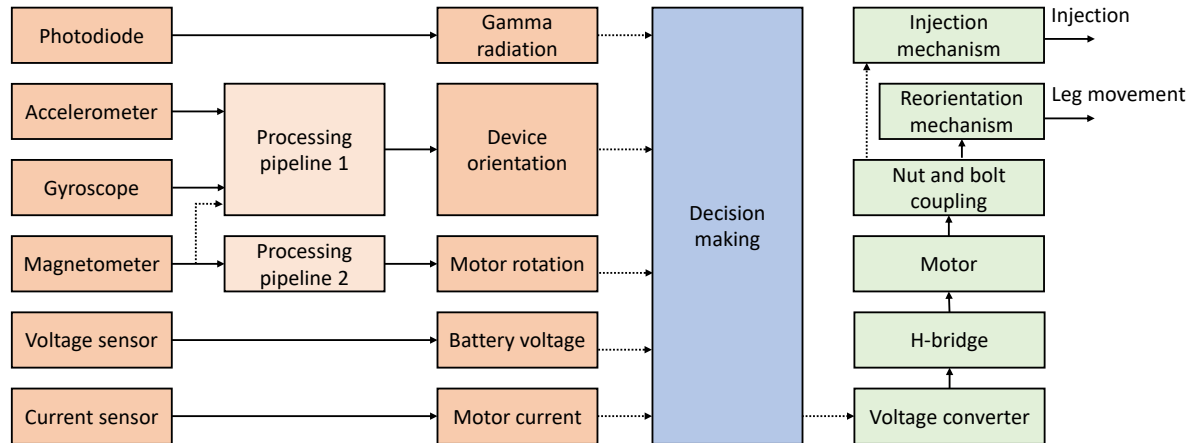 Photodiode
Gamma
radiation
Injection
mechanism
Injection
Accelerometer
Processing
pipeline 1
Device
orientation
Reorientation
mechanism
Leg movement
Gyroscope
Nut and bolt
coupling
Decision
making
Magnetometer
Processing
pipeline 2
Motor rotation
Motor
Voltage sensor
Battery voltage
H-bridge
Current sensor
Motor current
Voltage converter